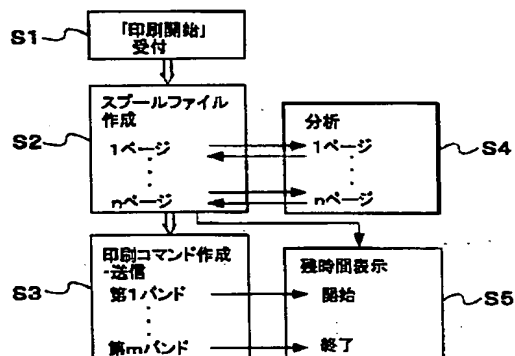 S1
「印刷開始」
受付
S2
スプールファイル
作成
1ページ
nページ
分析
1ページ
nページ
S4
S3
印刷コマンド作成
・送信
第1バンド
第mバンド
残時間表示
開始
終了
S5